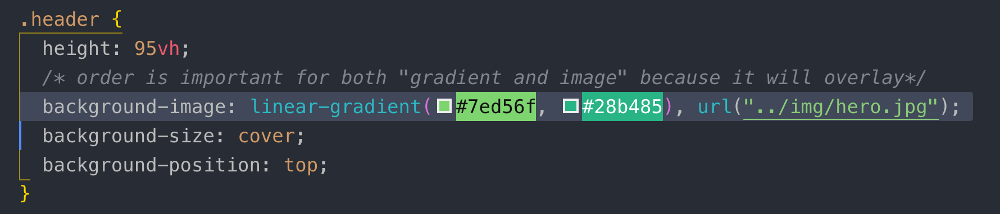 .header {
height: 95vh;
/* order is important for both "gradient and image" because it will overlay*/
background-image: linear-gradient(#7ed56f, #28b485), url("../img/hero.jpg");
background-size: cover;
background-position: top;
}